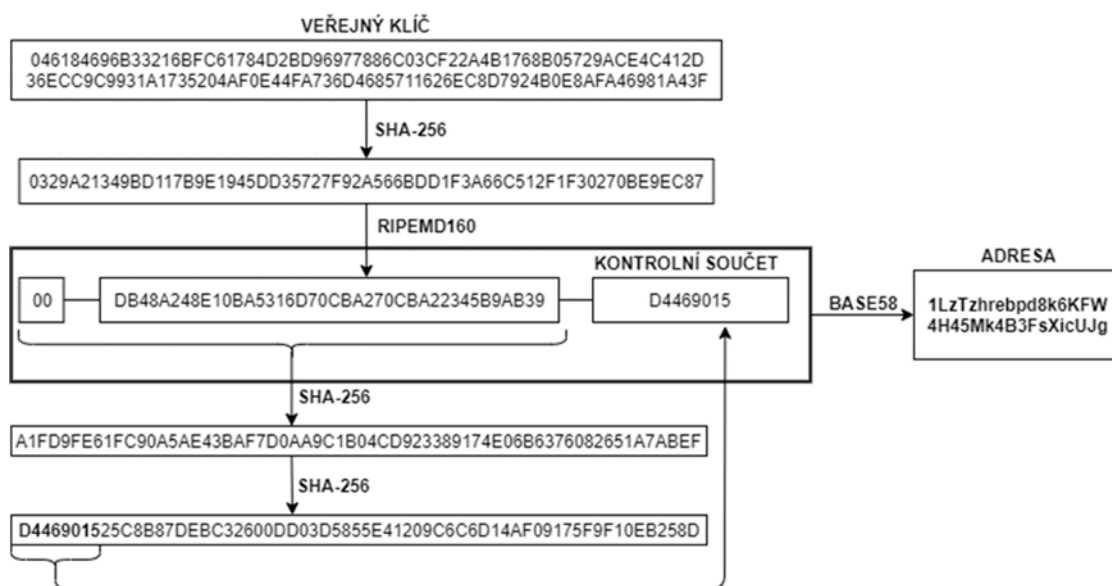 VEŘEJNÝ KLÍČ
046184696B33216BFC61784D2BD96977886C03CF22A4B1768B05729ACE4C412D
36ECC9C9931A1735204AF0E44FA736D4685711626EC8D7924B0E8AFA46981A43F
SHA-256
0329A21349BD117B9E1945DD35727F92A566BDD1F3A66C512F1F30270BE9EC87
RIPEMD160
KONTROLNÍ SOUČET
00
DB48A248E10BA5316D70CBA270CBA22345B9AB39
D4469015
BASE58
ADRESA
1LzTzhrebpd8k6KFW
4H45Mk4B3FsXicUJg
SHA-256
A1FD9FE61FC90A5AE43BAF7D0AA9C1B04CD923389174E06B6376082651A7ABEF
SHA-256
D446901525C8B87DEBC32600DD03D5855E41209C6C6D14AF09175F9F10EB258D